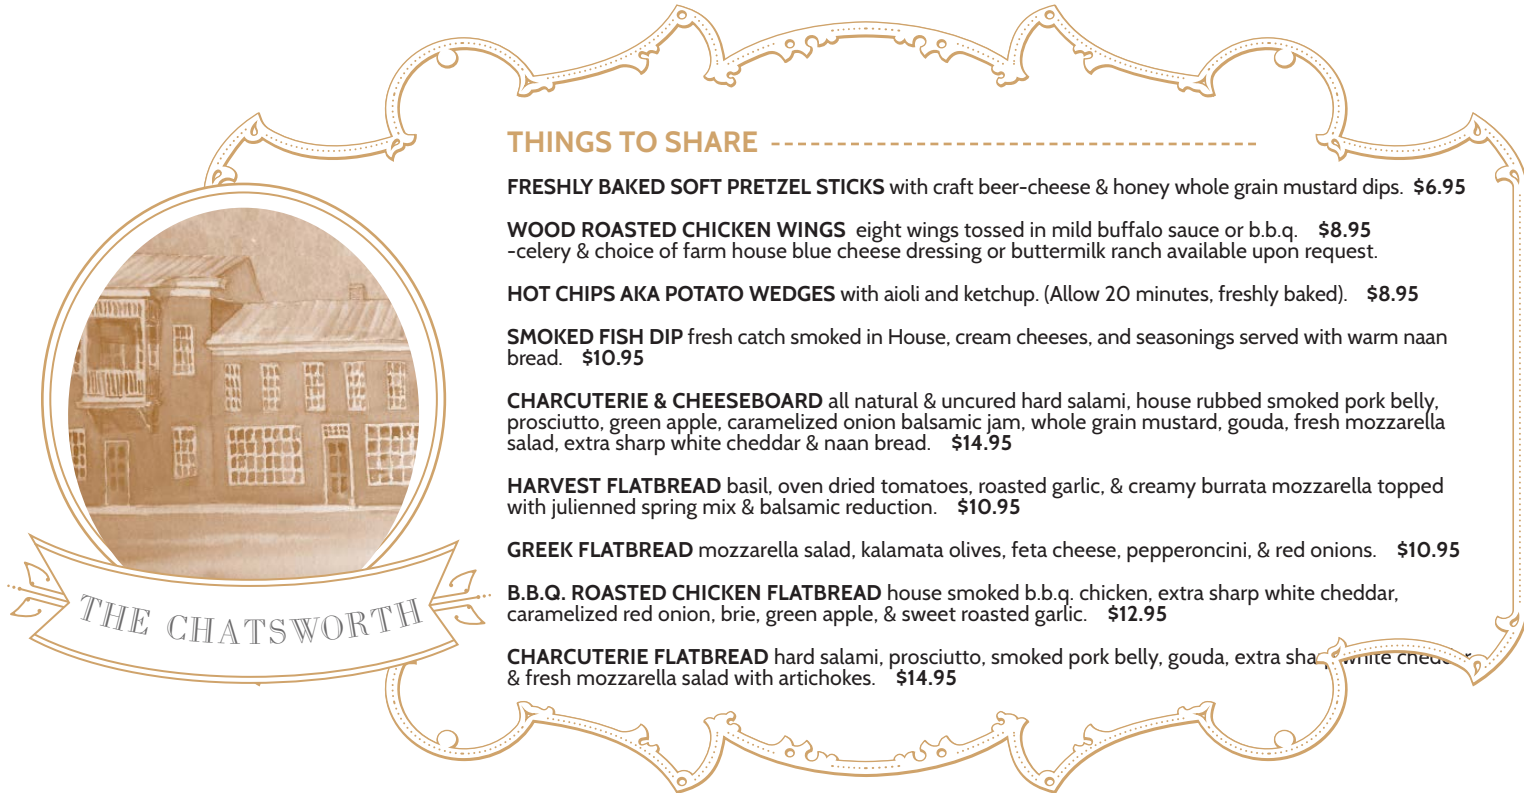 THINGS TO SHARE
FRESHLY BAKED SOFT PRETZEL STICKS with craft beer-cheese & honey whole grain mustard dips. $6.95
WOOD ROASTED CHICKEN WINGS eight wings tossed in mild buffalo sauce or b.b.q. $8.95
-celery & choice of farm house blue cheese dressing or buttermilk ranch available upon request.
HOT CHIPS AKA POTATO WEDGES with aioli and ketchup. (Allow 20 minutes, freshly baked). $8.95
SMOKED FISH DIP fresh catch smoked in House, cream cheeses, and seasonings served with warm naan
bread. $10.95
CHARCUTERIE & CHEESEBOARD all natural & uncured hard salami, house rubbed smoked pork belly,
prosciutto, green apple, caramelized onion balsamic jam, whole grain mustard, gouda, fresh mozzarella
salad, extra sharp white cheddar & naan bread. $14.95
HARVEST FLATBREAD basil, oven dried tomatoes, roasted garlic, & creamy burrata mozzarella topped
with julienned spring mix & balsamic reduction. $10.95
GREEK FLATBREAD mozzarella salad, kalamata olives, feta cheese, pepperoncini, & red onions. $10.95
B.B.Q. ROASTED CHICKEN FLATBREAD house smoked b.b.q. chicken, extra sharp white cheddar,
caramelized red onion, brie, green apple, & sweet roasted garlic. $12.95
CHARCUTERIE FLATBREAD hard salami, prosciutto, smoked pork belly, gouda, extra sharp white cheddar
& fresh mozzarella salad with artichokes. $14.95
THE CHATSWORTH